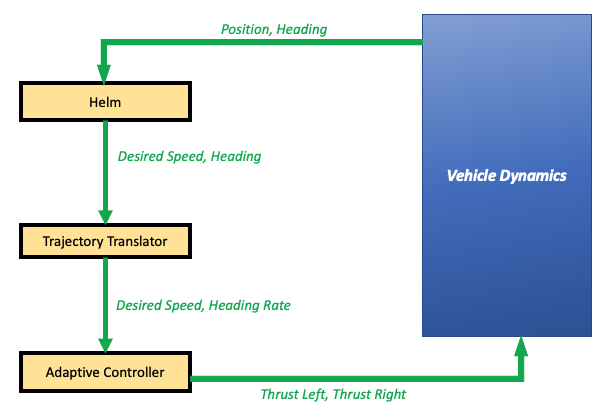 Position, Heading
Helm
Desired Speed, Heading
Vehicle Dynamics
Trajectory Translator
Desired Speed, Heading Rate
Adaptive Controller
Thrust Left, Thrust Right